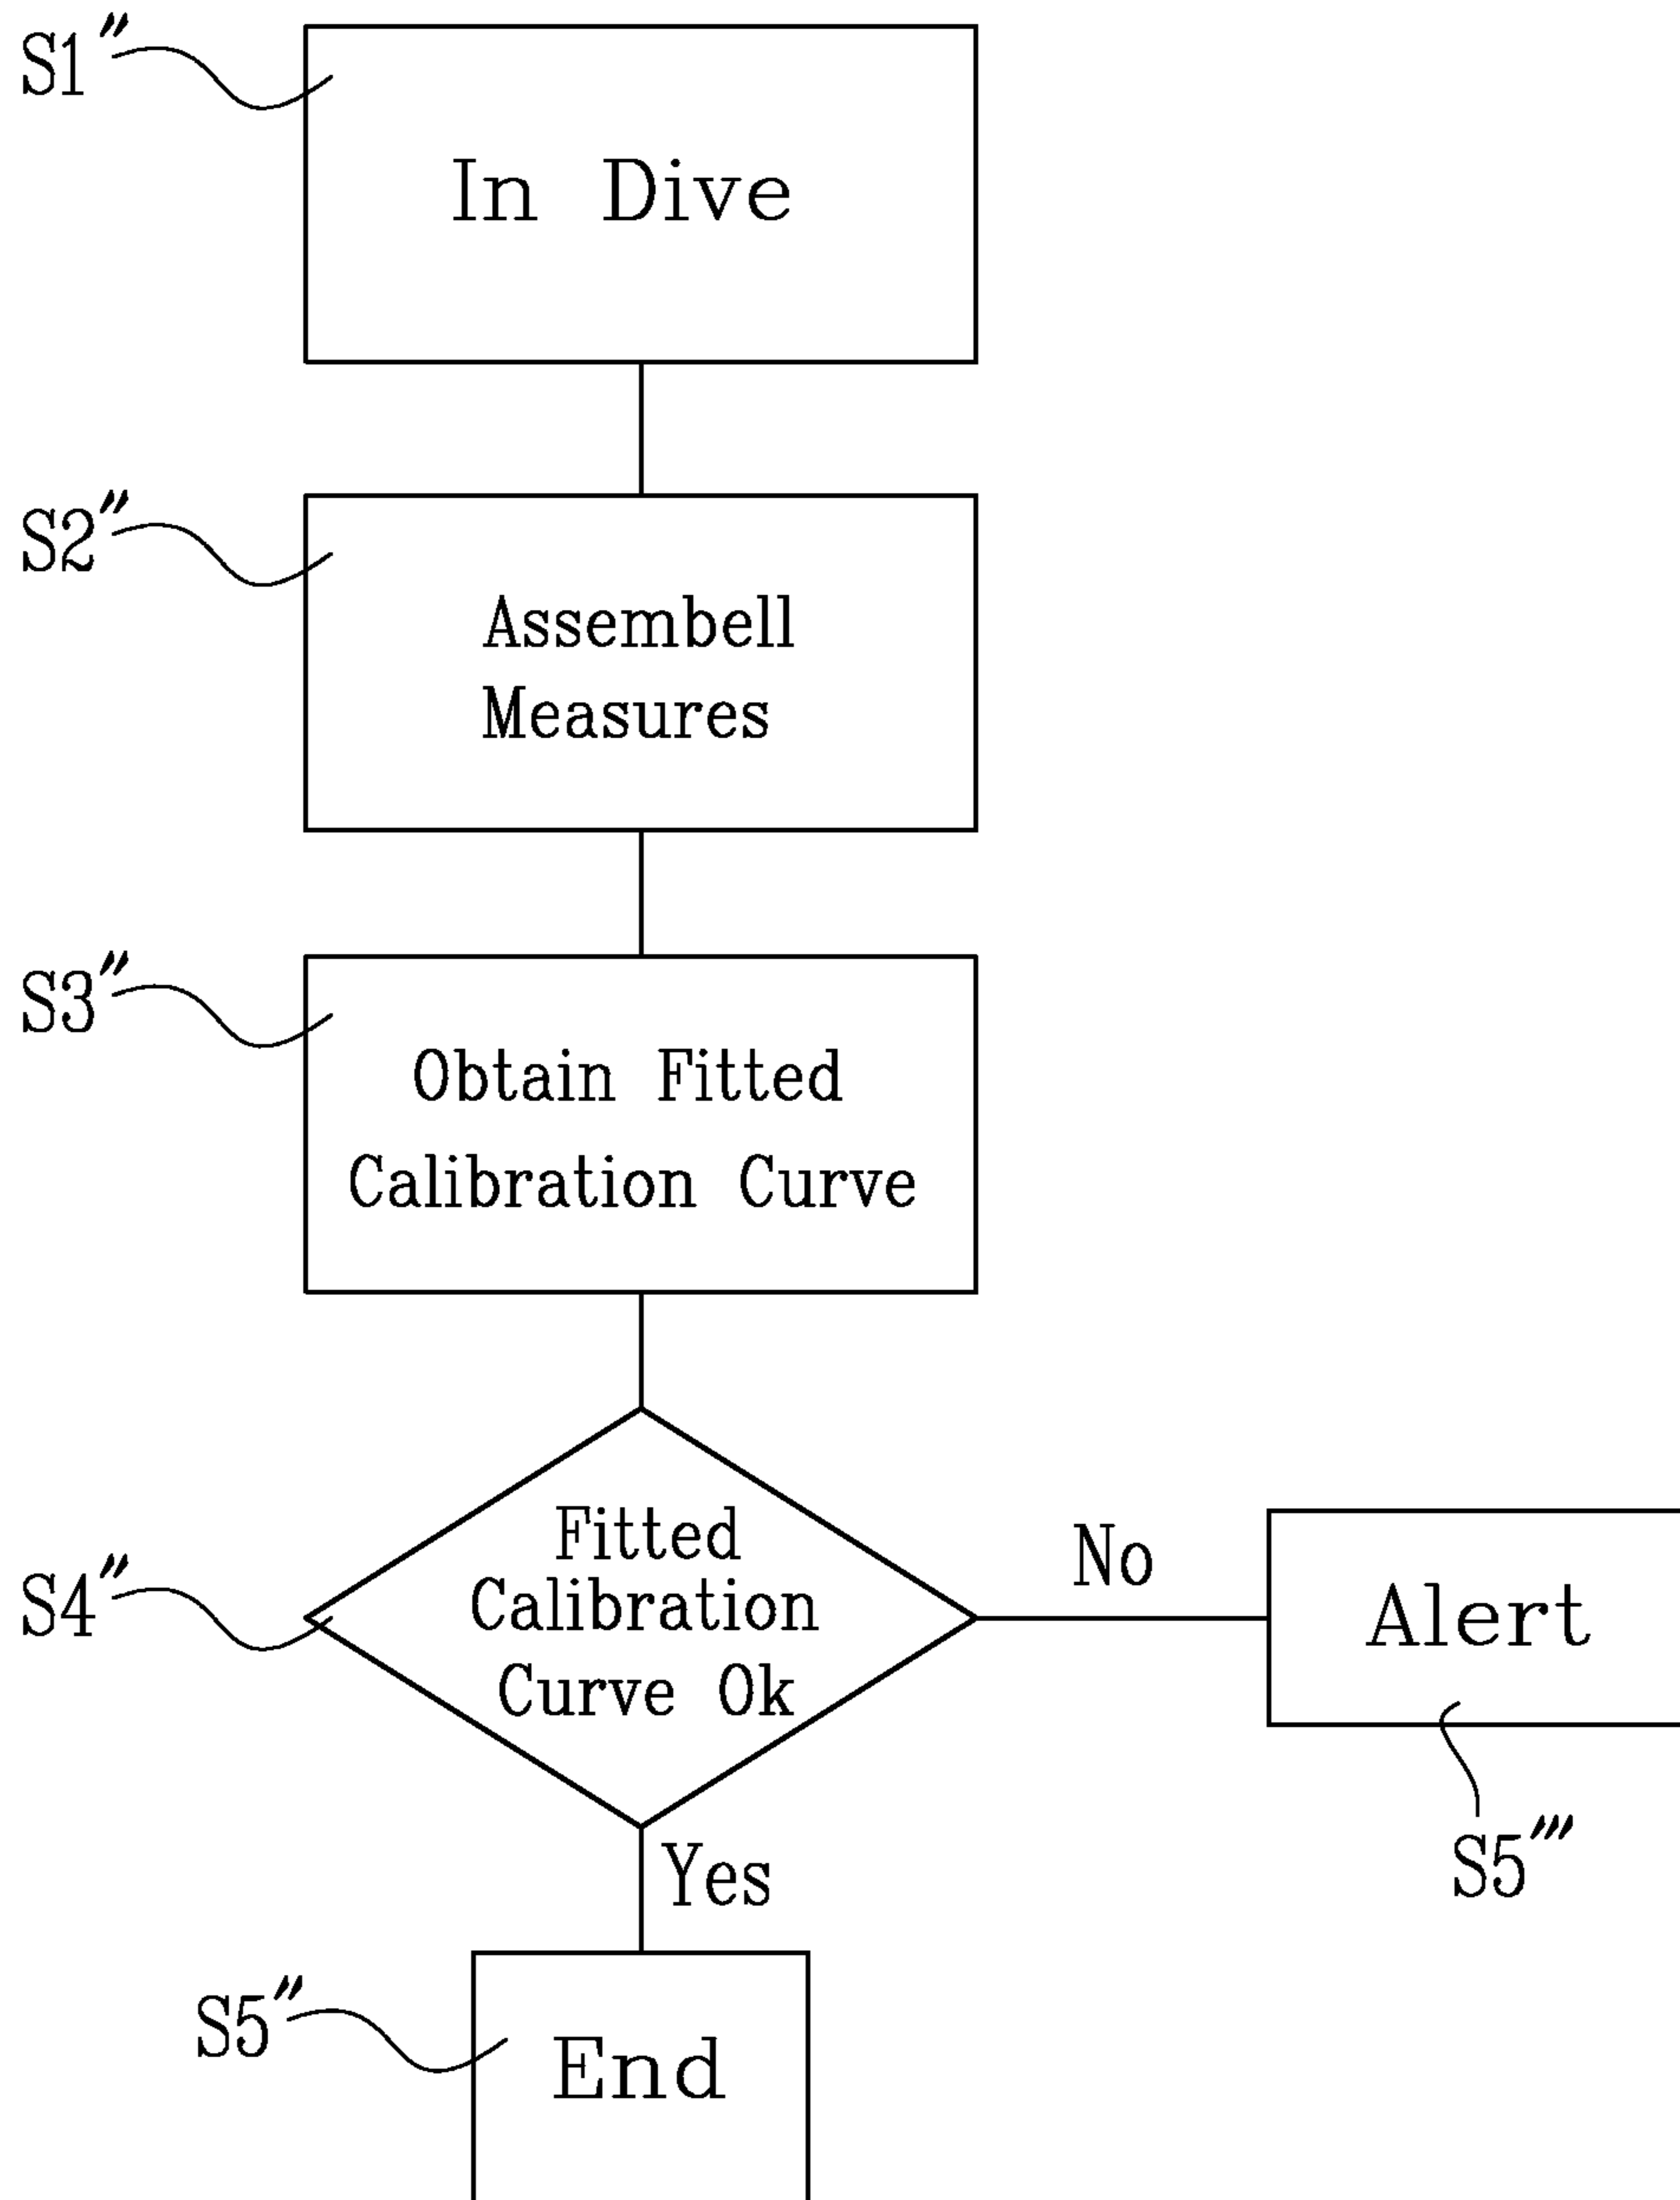 S1″
In Dive
S2″
Assembell
Measures
S3″
Obtain Fitted
Calibration Curve
S4″
Fitted
Calibration
Curve Ok
No
Alert
S5‴
Yes
S5″
End